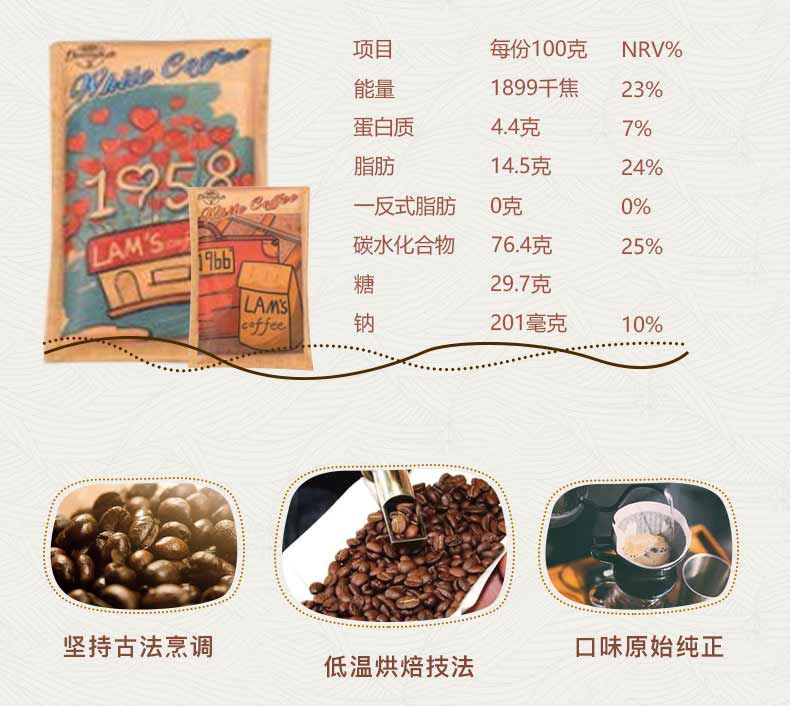 White Coffee
1958
LAM'S
White Coffee
1966
LAM'S
coffee
项目 每份100克 NRV%
能量 1899千焦 23%
蛋白质 4.4克 7%
脂肪 14.5克 24%
一反式脂肪 0克 0%
碳水化合物 76.4克 25%
糖 29.7克
钠 201毫克 10%
坚持古法烹调
低温烘焙技法
口味原始纯正